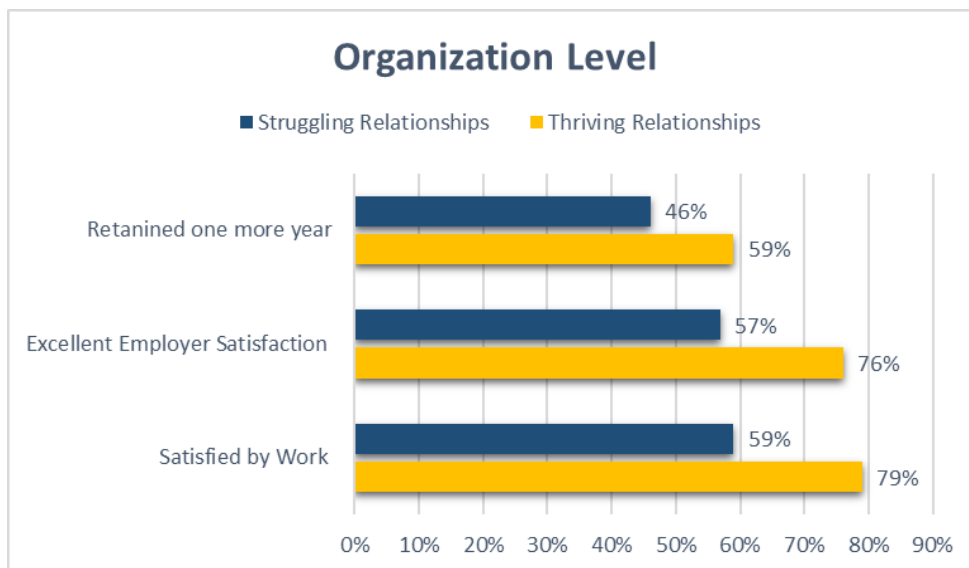 Organization Level
Struggling Relationships Thriving Relationships
Retanined one more year
46%
59%
Excellent Employer Satisfaction
57%
76%
Satisfied by Work
59%
79%
0% 10% 20% 30% 40% 50% 60% 70% 80% 90%